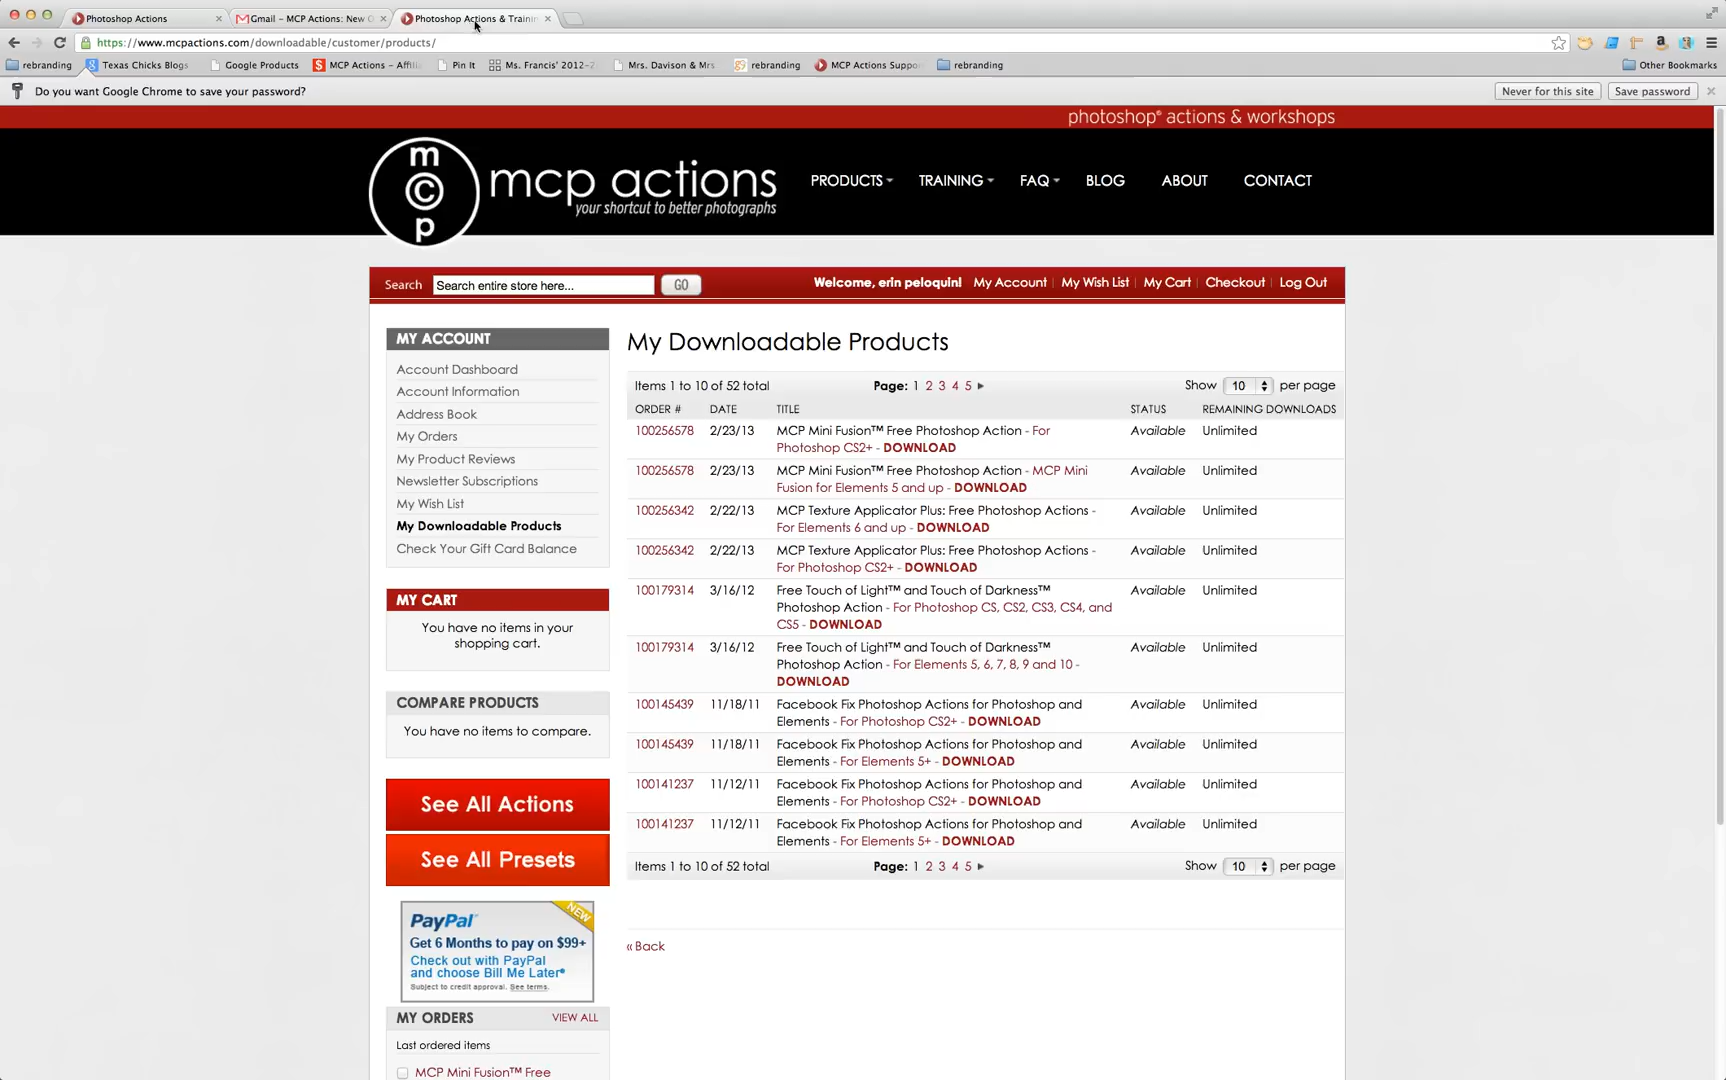 Photoshop Actions
Gmail – MCP Actions: New O
Photoshop Actions & Trainin
https://www.mcpactions.com/downloadable/customer/products/
rebranding
Texas Chicks Blogs
Google Products
MCP Actions – Affili
Pin It
Ms. Francis' 2012–2
Mrs. Davison & Mrs
rebranding
MCP Actions Suppo
rebranding
Other Bookmarks
Do you want Google Chrome to save your password?
Never for this site
Save password
photoshop® actions & workshops
m c p
mcp actions
your shortcut to better photographs
PRODUCTS
TRAINING
FAQ
BLOG
ABOUT
CONTACT
Search
Search entire store here...
GO
Welcome, erin peloquin!
My Account
My Wish List
My Cart
Checkout
Log Out
MY ACCOUNT
Account Dashboard
Account Information
Address Book
My Orders
My Product Reviews
Newsletter Subscriptions
My Wish List
My Downloadable Products
Check Your Gift Card Balance
MY CART
You have no items in your
shopping cart.
COMPARE PRODUCTS
You have no items to compare.
See All Actions
See All Presets
PayPal™
NEW
Get 6 Months to pay on $99+
Check out with PayPal
and choose Bill Me Later®
Subject to credit approval. See terms.
MY ORDERS VIEW ALL
Last ordered items
MCP Mini Fusion™ Free
My Downloadable Products
Items 1 to 10 of 52 total Page: 1 2 3 4 5 Show 10 per page
ORDER # DATE TITLE STATUS REMAINING DOWNLOADS
100256578 2/23/13 MCP Mini Fusion™ Free Photoshop Action - For Available Unlimited
Photoshop CS2+ - DOWNLOAD
100256578 2/23/13 MCP Mini Fusion™ Free Photoshop Action - MCP Mini Available Unlimited
Fusion for Elements 5 and up - DOWNLOAD
100256342 2/22/13 MCP Texture Applicator Plus: Free Photoshop Actions - Available Unlimited
For Elements 6 and up - DOWNLOAD
100256342 2/22/13 MCP Texture Applicator Plus: Free Photoshop Actions - Available Unlimited
For Photoshop CS2+ - DOWNLOAD
100179314 3/16/12 Free Touch of Light™ and Touch of Darkness™ Available Unlimited
Photoshop Action - For Photoshop CS, CS2, CS3, CS4, and
CS5 - DOWNLOAD
100179314 3/16/12 Free Touch of Light™ and Touch of Darkness™ Available Unlimited
Photoshop Action - For Elements 5, 6, 7, 8, 9 and 10 -
DOWNLOAD
100145439 11/18/11 Facebook Fix Photoshop Actions for Photoshop and Available Unlimited
Elements - For Photoshop CS2+ - DOWNLOAD
100145439 11/18/11 Facebook Fix Photoshop Actions for Photoshop and Available Unlimited
Elements - For Elements 5+ - DOWNLOAD
100141237 11/12/11 Facebook Fix Photoshop Actions for Photoshop and Available Unlimited
Elements - For Photoshop CS2+ - DOWNLOAD
100141237 11/12/11 Facebook Fix Photoshop Actions for Photoshop and Available Unlimited
Elements - For Elements 5+ - DOWNLOAD
Items 1 to 10 of 52 total Page: 1 2 3 4 5 Show 10 per page
« Back